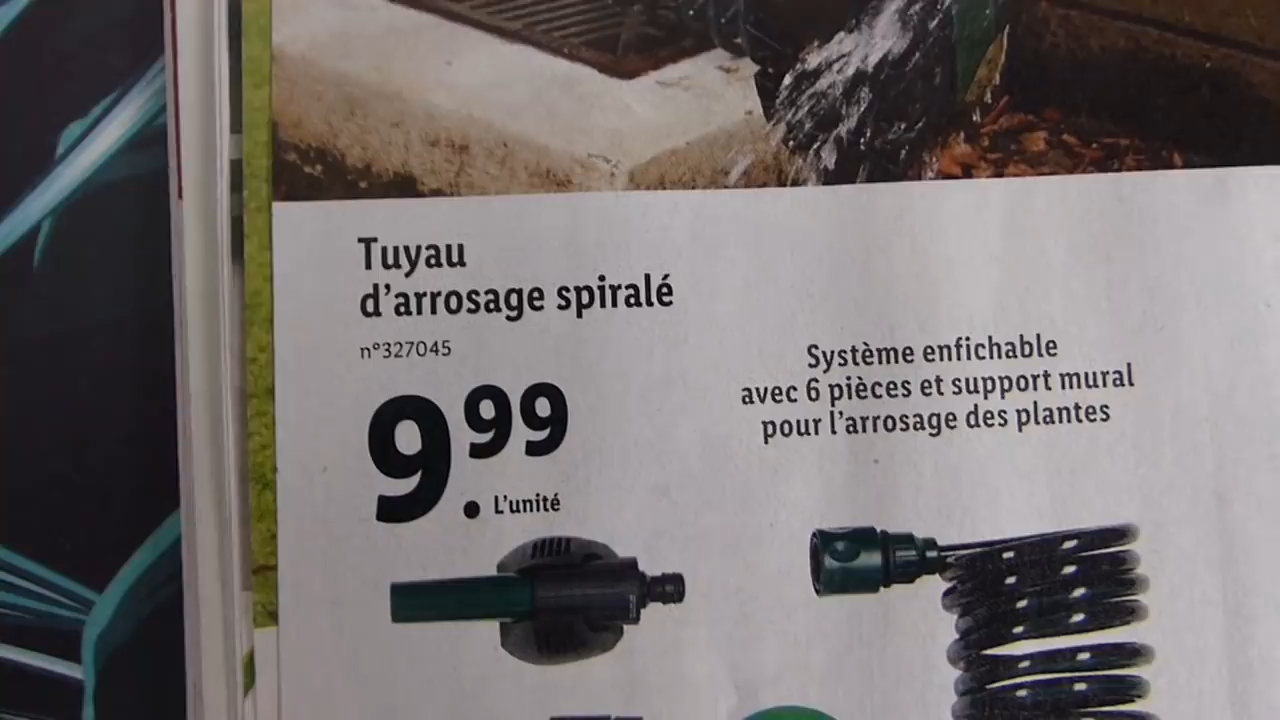 Tuyau
d'arrosage spiralé
n°327045
9.99
L'unité
Système enfichable
avec 6 pièces et support mural
pour l'arrosage des plantes